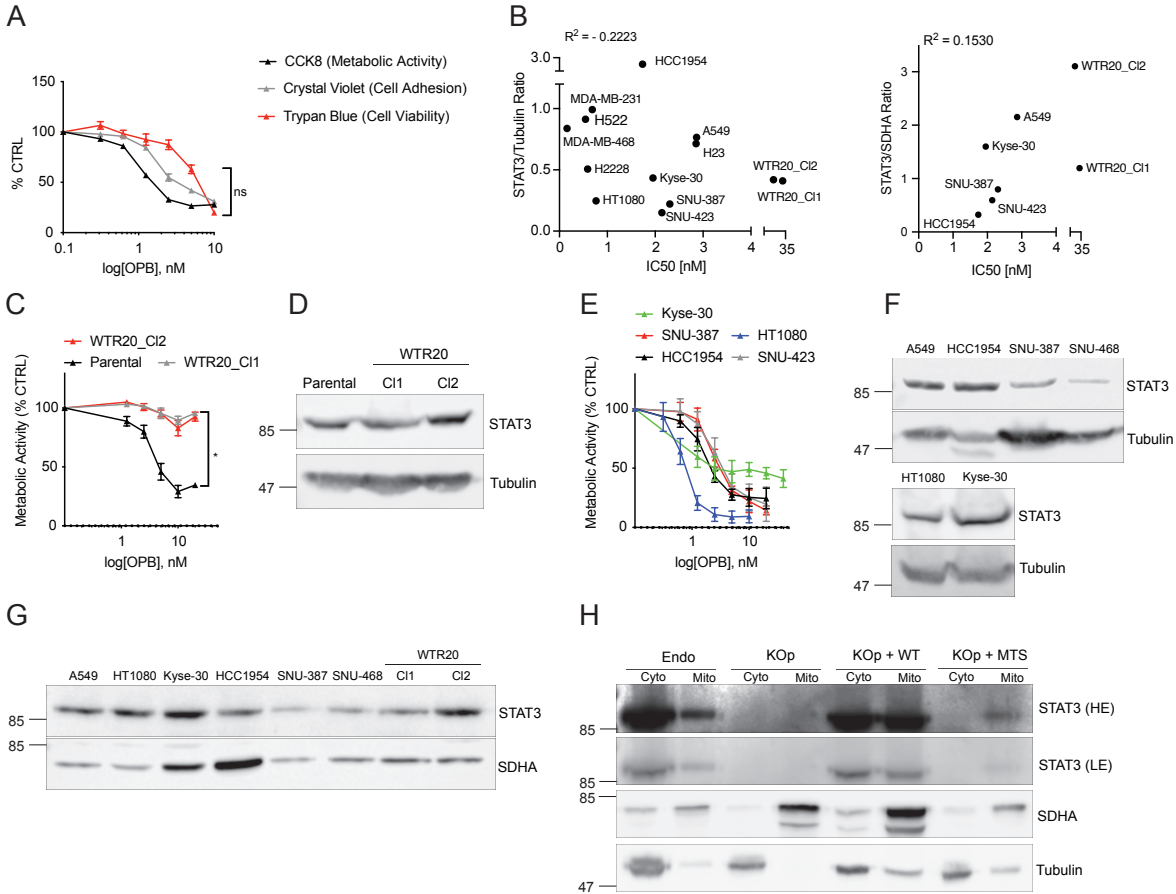 A
CCK8 (Metabolic Activity)
Crystal Violet (Cell Adhesion)
Trypan Blue (Cell Viability)
150
100
50
0
% CTRL
ns
0.1
1
10
log[OPB], nM
B
R² = - 0.2223
3.0
2.0
1.0
0.5
0.0
STAT3/Tubulin Ratio
HCC1954
MDA-MB-231
H522
MDA-MB-468
A549
H23
H2228
Kyse-30
WTR20_Cl2
WTR20_Cl1
HT1080
SNU-387
SNU-423
0
1
2
3
4
35
IC50 [nM]
R² = 0.1530
3
2
1
0
STAT3/SDHA Ratio
WTR20_Cl2
A549
Kyse-30
WTR20_Cl1
SNU-387
SNU-423
HCC1954
0
1
2
3
4
35
IC50 [nM]
C
WTR20_Cl2
Parental
WTR20_Cl1
Metabolic Activity (% CTRL)
100
50
0
*
1
10
log[OPB], nM
D
WTR20
Parental
Cl1
Cl2
85
STAT3
47
Tubulin
E
Kyse-30
SNU-387
HT1080
HCC1954
SNU-423
Metabolic Activity (% CTRL)
100
50
0
1
10
log[OPB], nM
F
A549 HCC1954 SNU-387 SNU-468
85
STAT3
47
Tubulin
HT1080 Kyse-30
85
STAT3
47
Tubulin
G
WTR20
A549 HT1080 Kyse-30 HCC1954 SNU-387 SNU-468 Cl1 Cl2
85
STAT3
85
SDHA
H
Endo KOp KOp + WT KOp + MTS
Cyto Mito Cyto Mito Cyto Mito Cyto Mito
85
STAT3 (HE)
85
STAT3 (LE)
85
SDHA
47
Tubulin